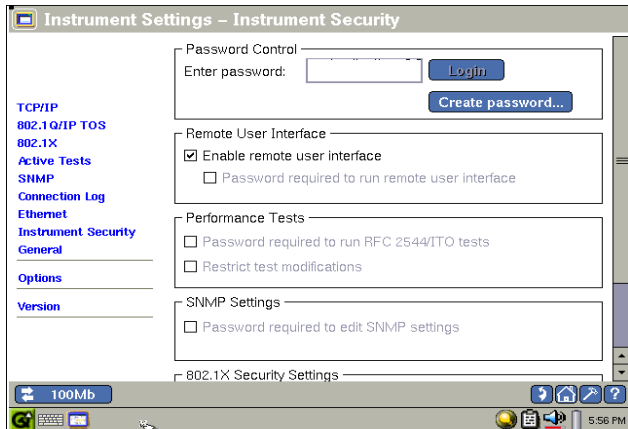 Instrument Settings – Instrument Security
TCP/IP
802.1Q/IP TOS
802.1X
Active Tests
SNMP
Connection Log
Ethernet
Instrument Security
General
Options
Version
Password Control
Enter password:
Login
Create password...
Remote User Interface
Enable remote user interface
Password required to run remote user interface
Performance Tests
Password required to run RFC 2544/ITO tests
Restrict test modifications
SNMP Settings
Password required to edit SNMP settings
802.1X Security Settings
100Mb
?
5:56 PM